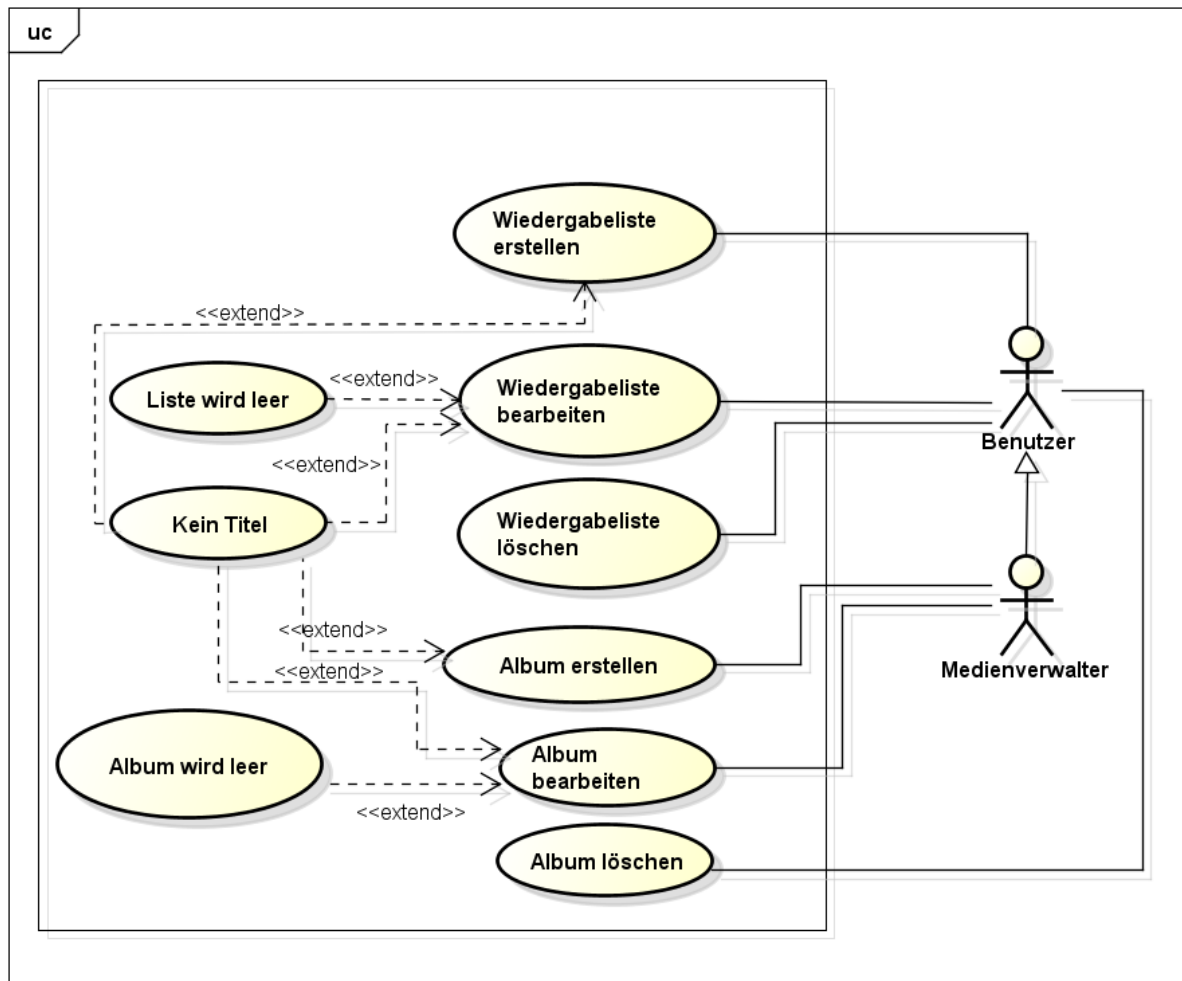 uc
Wiedergabeliste
erstellen
<<extend>>
Liste wird leer
<<extend>>
Wiedergabeliste
bearbeiten
<<extend>>
Benutzer
Kein Titel
Wiedergabeliste
löschen
<<extend>>
Album erstellen
<<extend>>
Medienverwalter
Album wird leer
Album
bearbeiten
<<extend>>
Album löschen